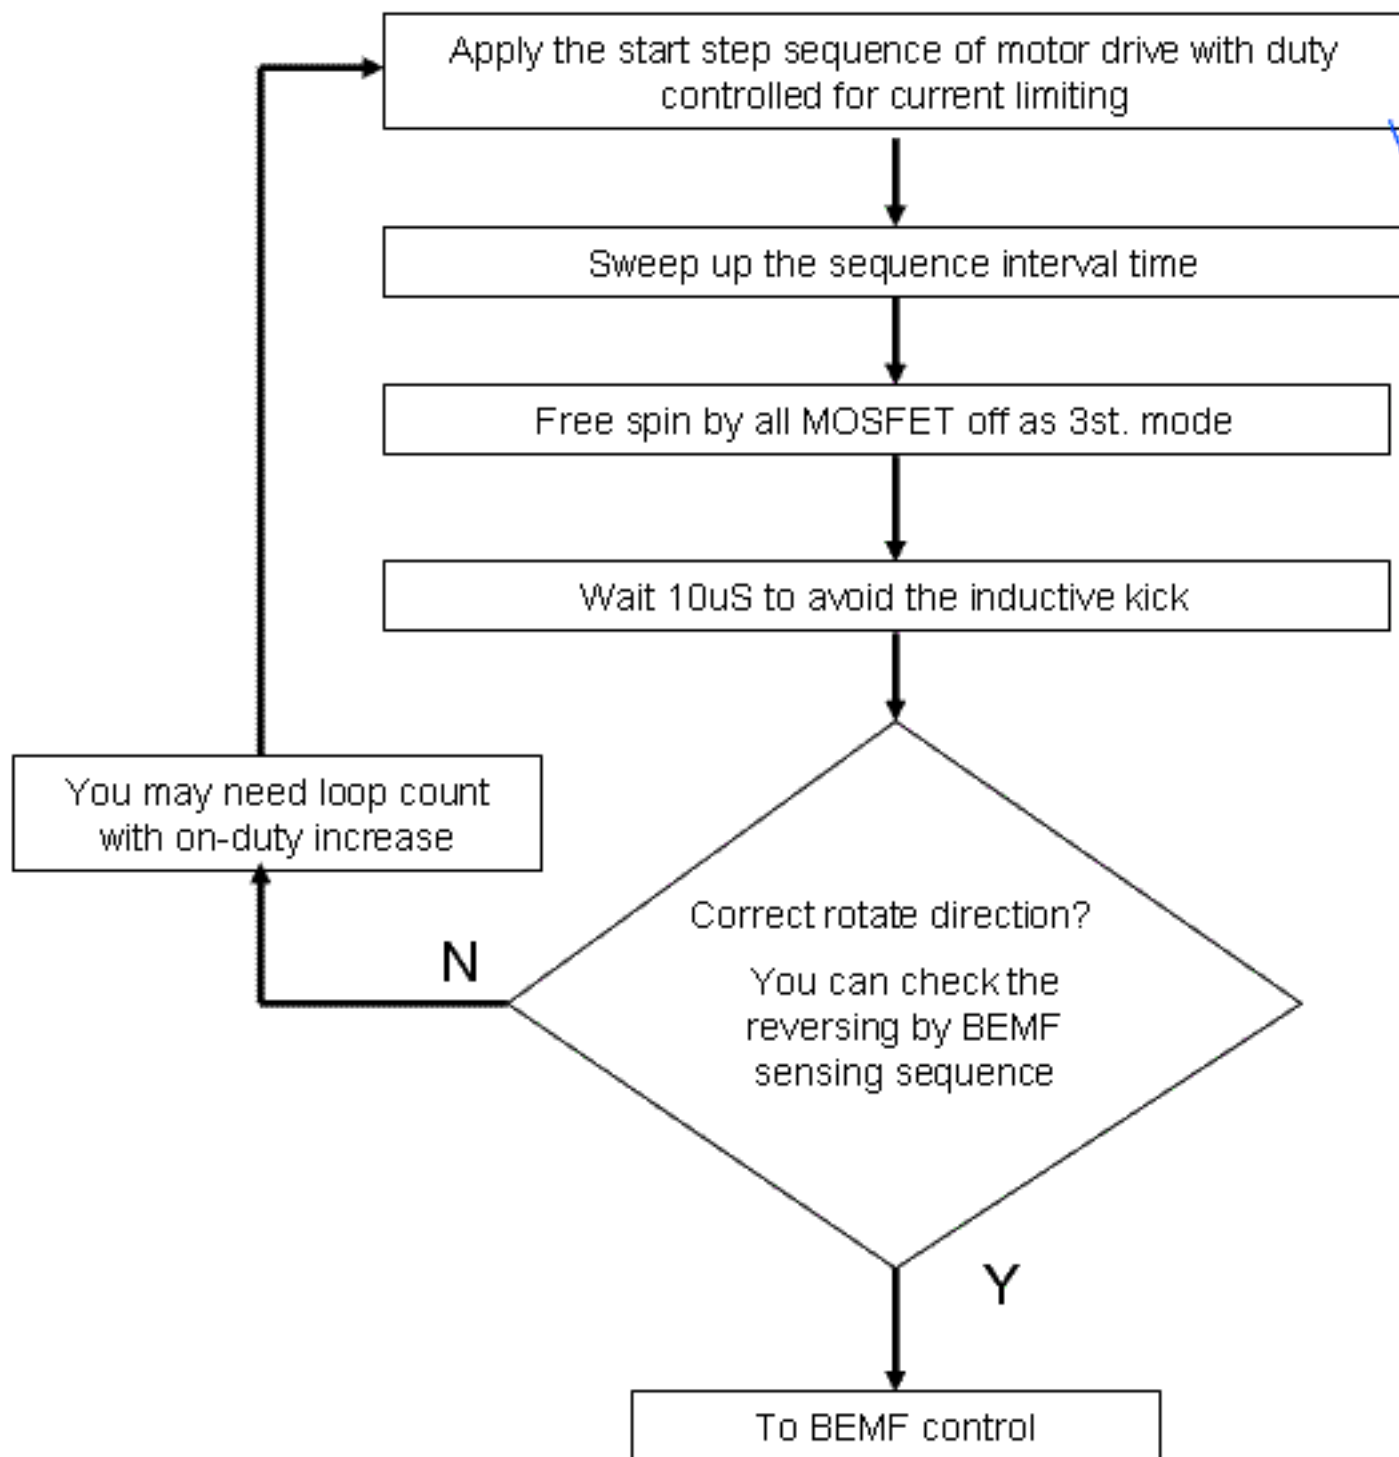 Apply the start step sequence of motor drive with duty
controlled for current limiting
Sweep up the sequence interval time
Free spin by all MOSFET off as 3st. mode
Wait 10uS to avoid the inductive kick
You may need loop count
with on-duty increase
Correct rotate direction?
You can check the
reversing by BEMF
sensing sequence
N
Y
To BEMF control